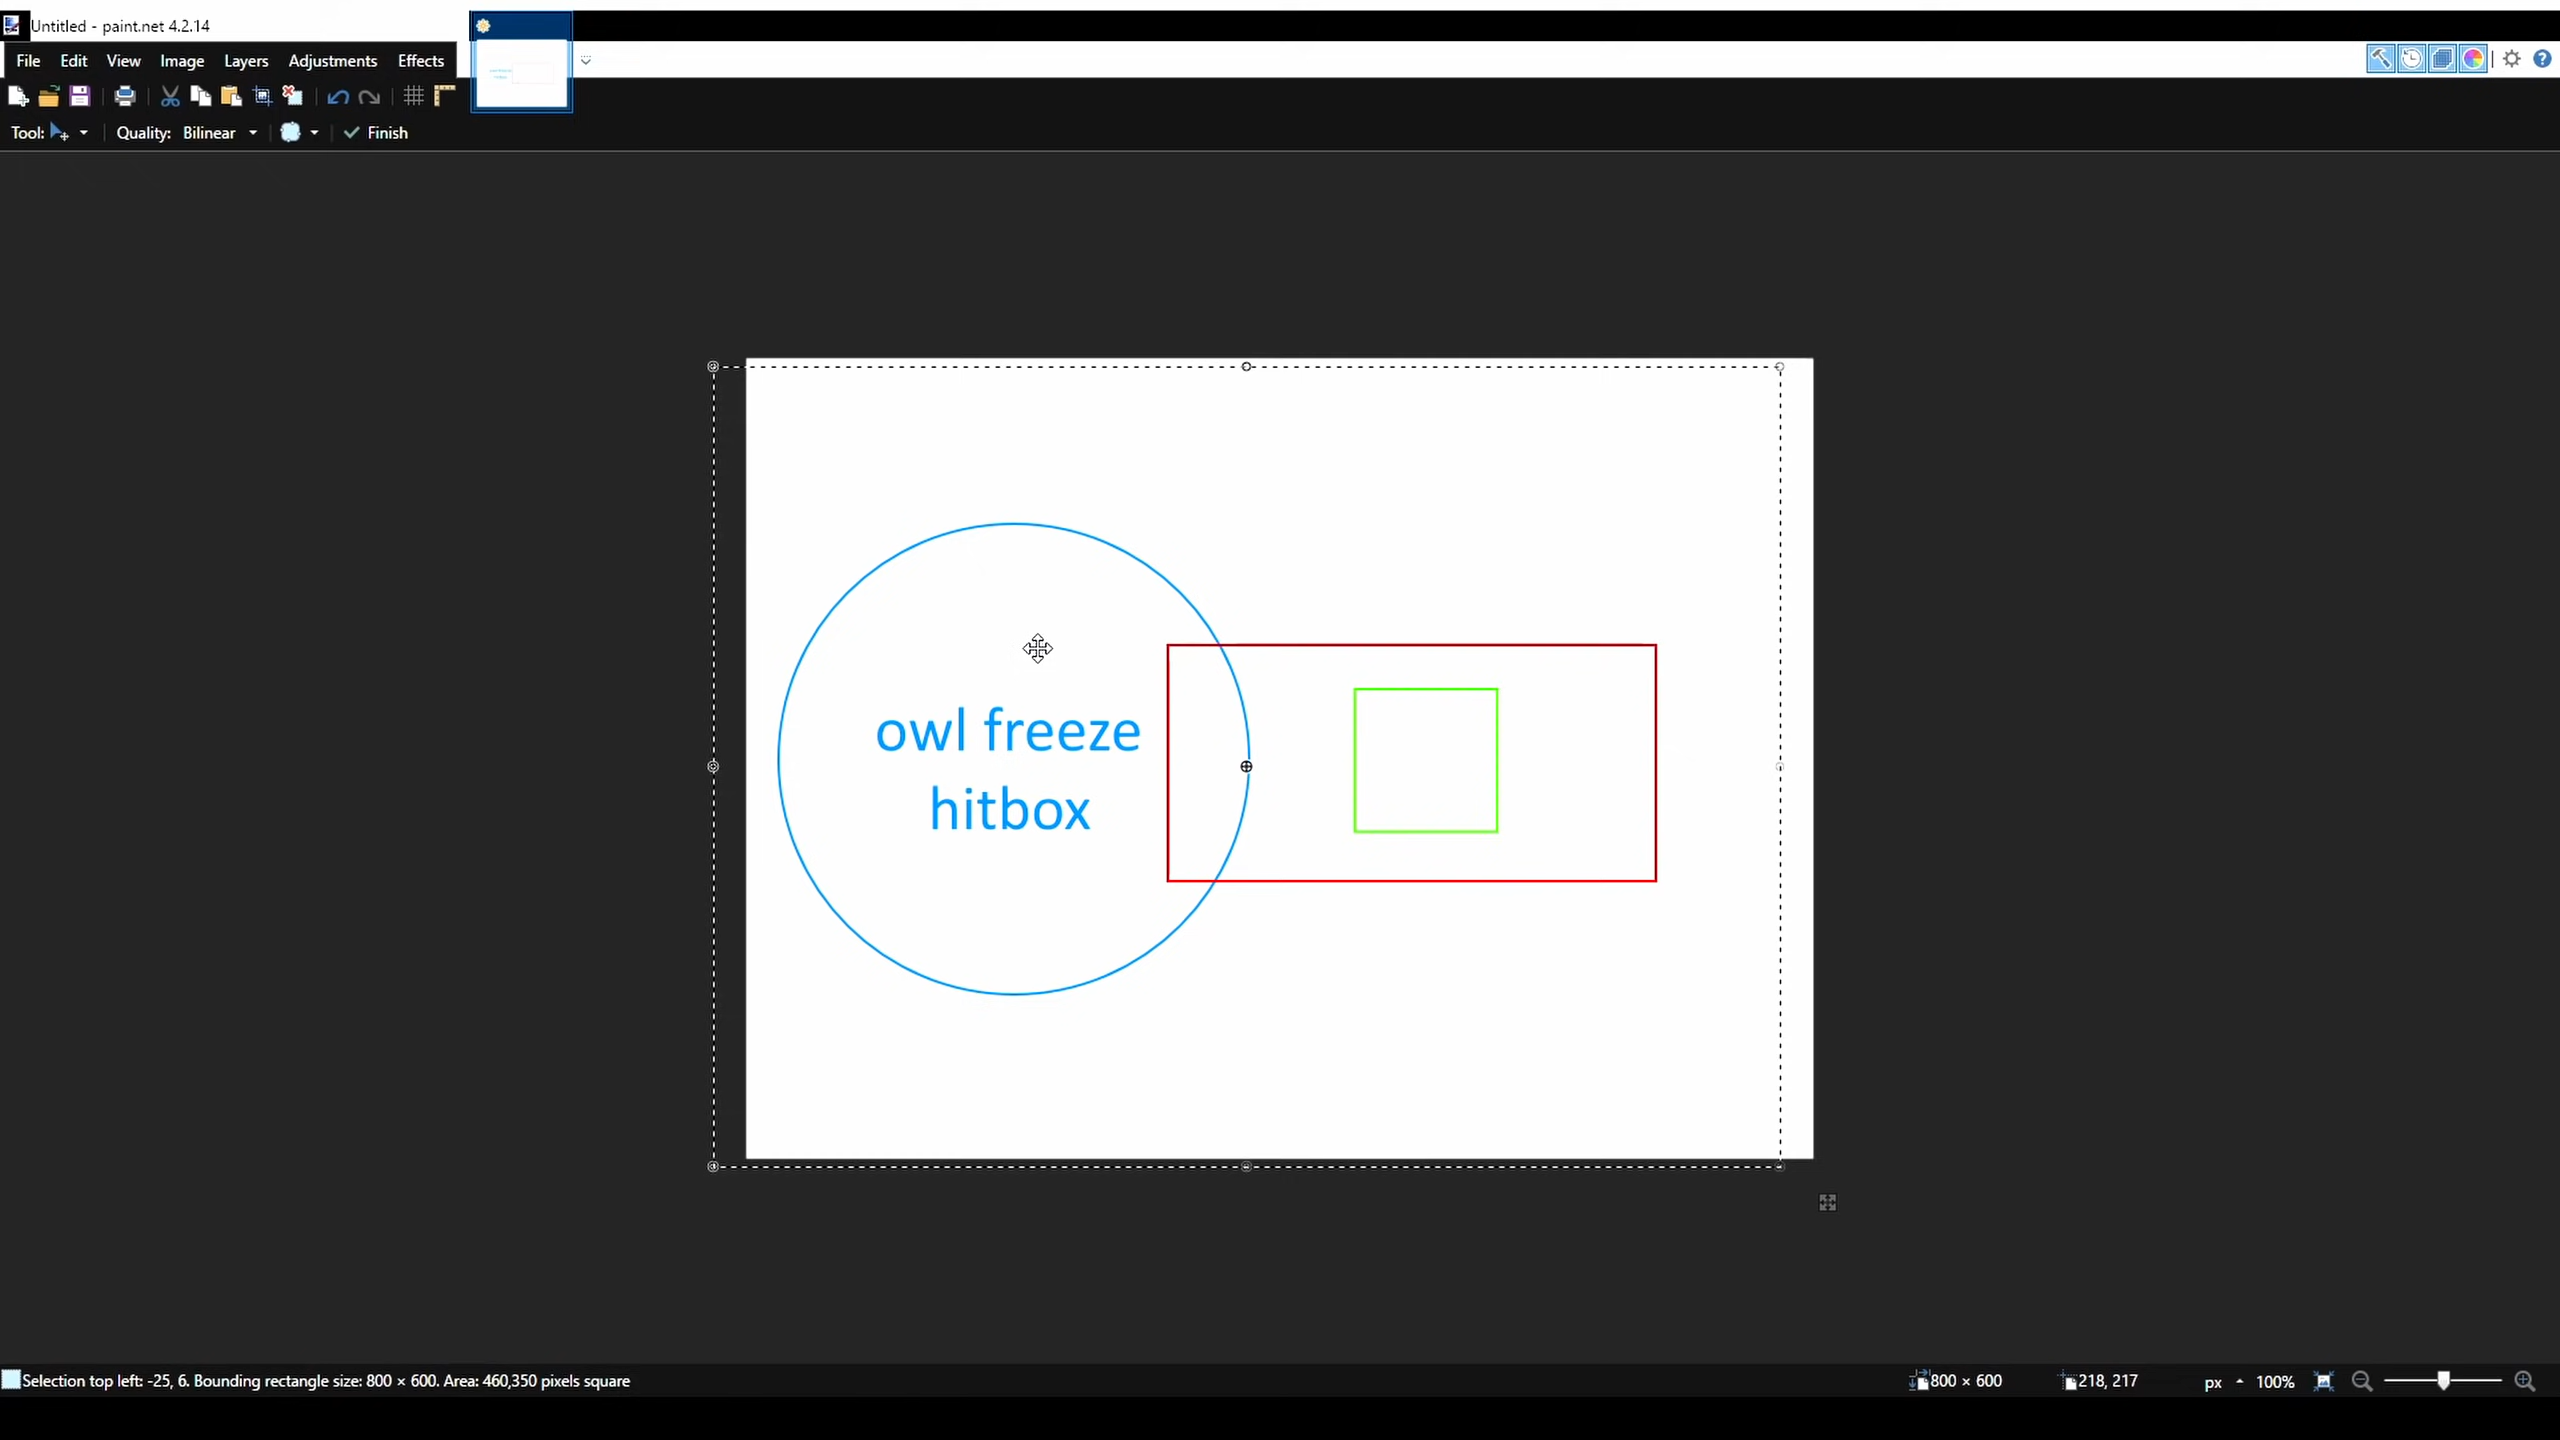 Untitled - paint.net 4.2.14
File Edit View Image Layers Adjustments Effects
Tool: Quality: Bilinear Finish
owl freeze
hitbox
Selection top left: -25, 6. Bounding rectangle size: 800 × 600. Area: 460,350 pixels square 800 × 600 218, 217 px 100%